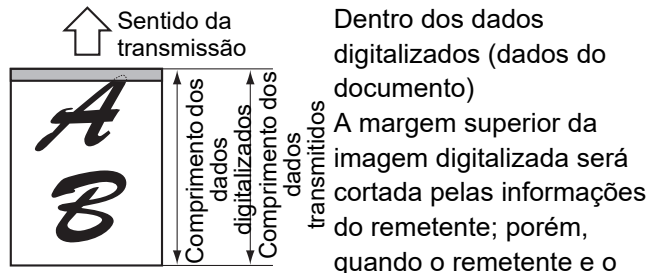 Sentido da
transmissão
A
B
Comprimento dos
dados
digitalizados
Comprimento dos
dados
transmitidos
Dentro dos dados
digitalizados (dados do
documento)
A margem superior da
imagem digitalizada será
cortada pelas informações
do remetente; porém,
quando o remetente e o